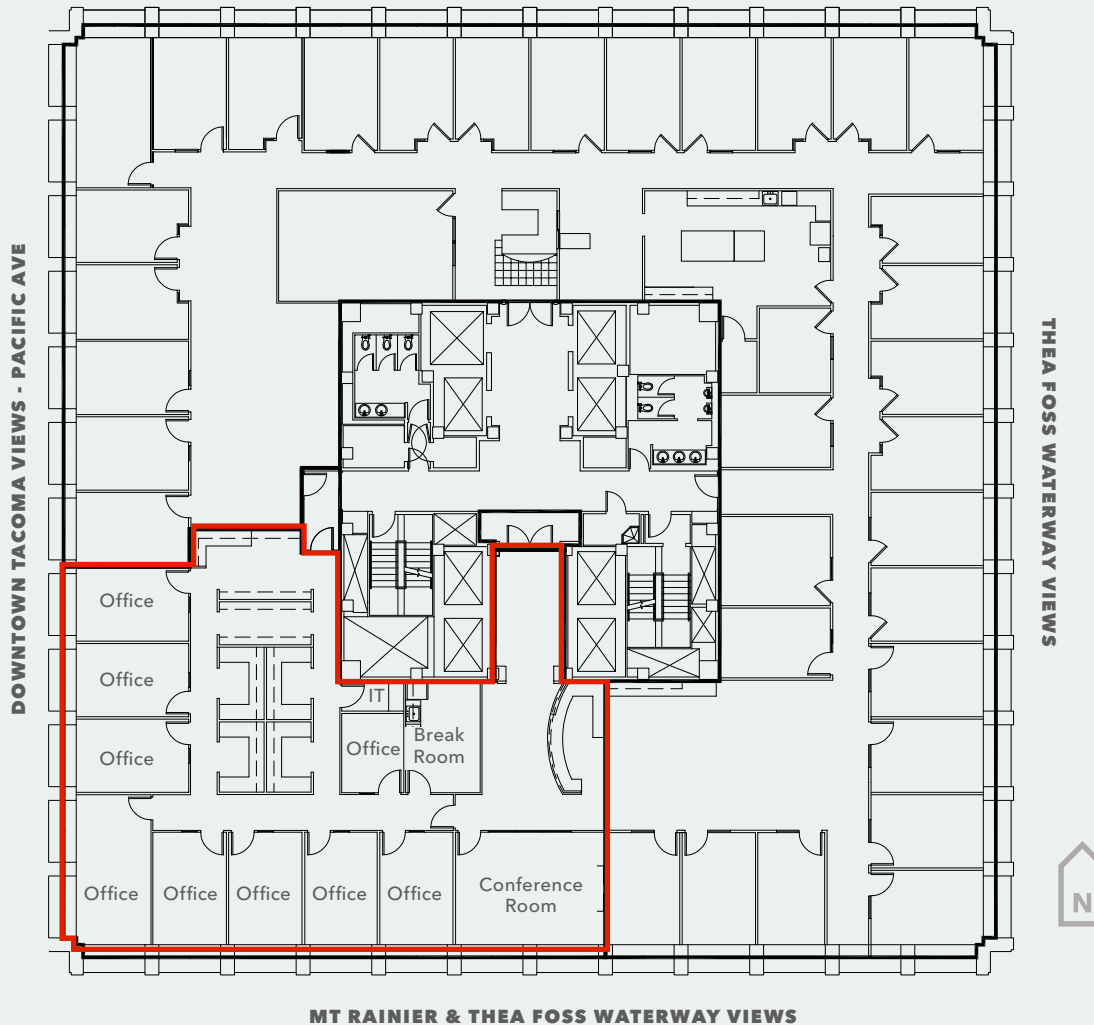 DOWNTOWN TACOMA VIEWS - PACIFIC AVE
THEA FOSS WATERWAY VIEWS
Office
Office
IT
Office
Office
Break
Room
Office
Office
Office
Office
Office
Conference
Room
N
MT RAINIER & THEA FOSS WATERWAY VIEWS